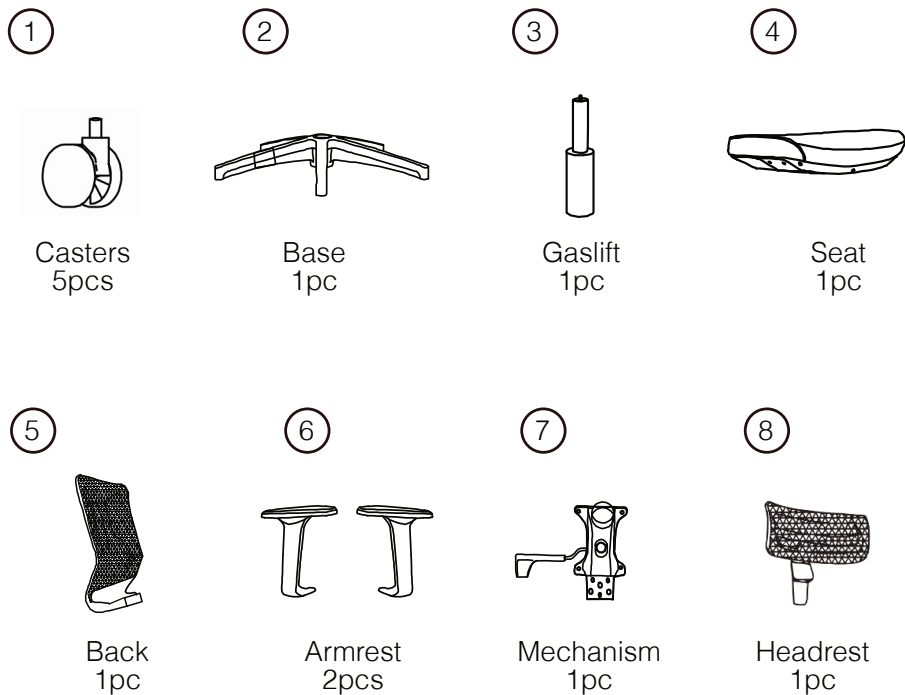 1
2
3
4
Casters
5pcs
Base
1pc
Gaslift
1pc
Seat
1pc
5
6
7
8
Back
1pc
Armrest
2pcs
Mechanism
1pc
Headrest
1pc